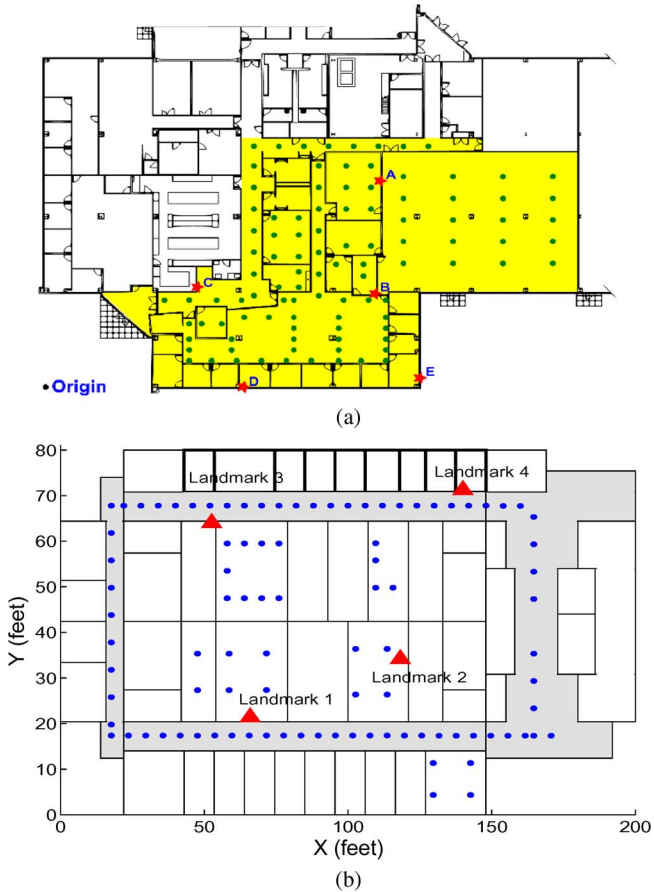 A
C
B
E
D
Origin
(a)
80
70
60
50
40
30
20
10
0
Y (feet)
Landmark 3
Landmark 4
Landmark 2
Landmark 1
0
50
100
150
200
X (feet)
(b)